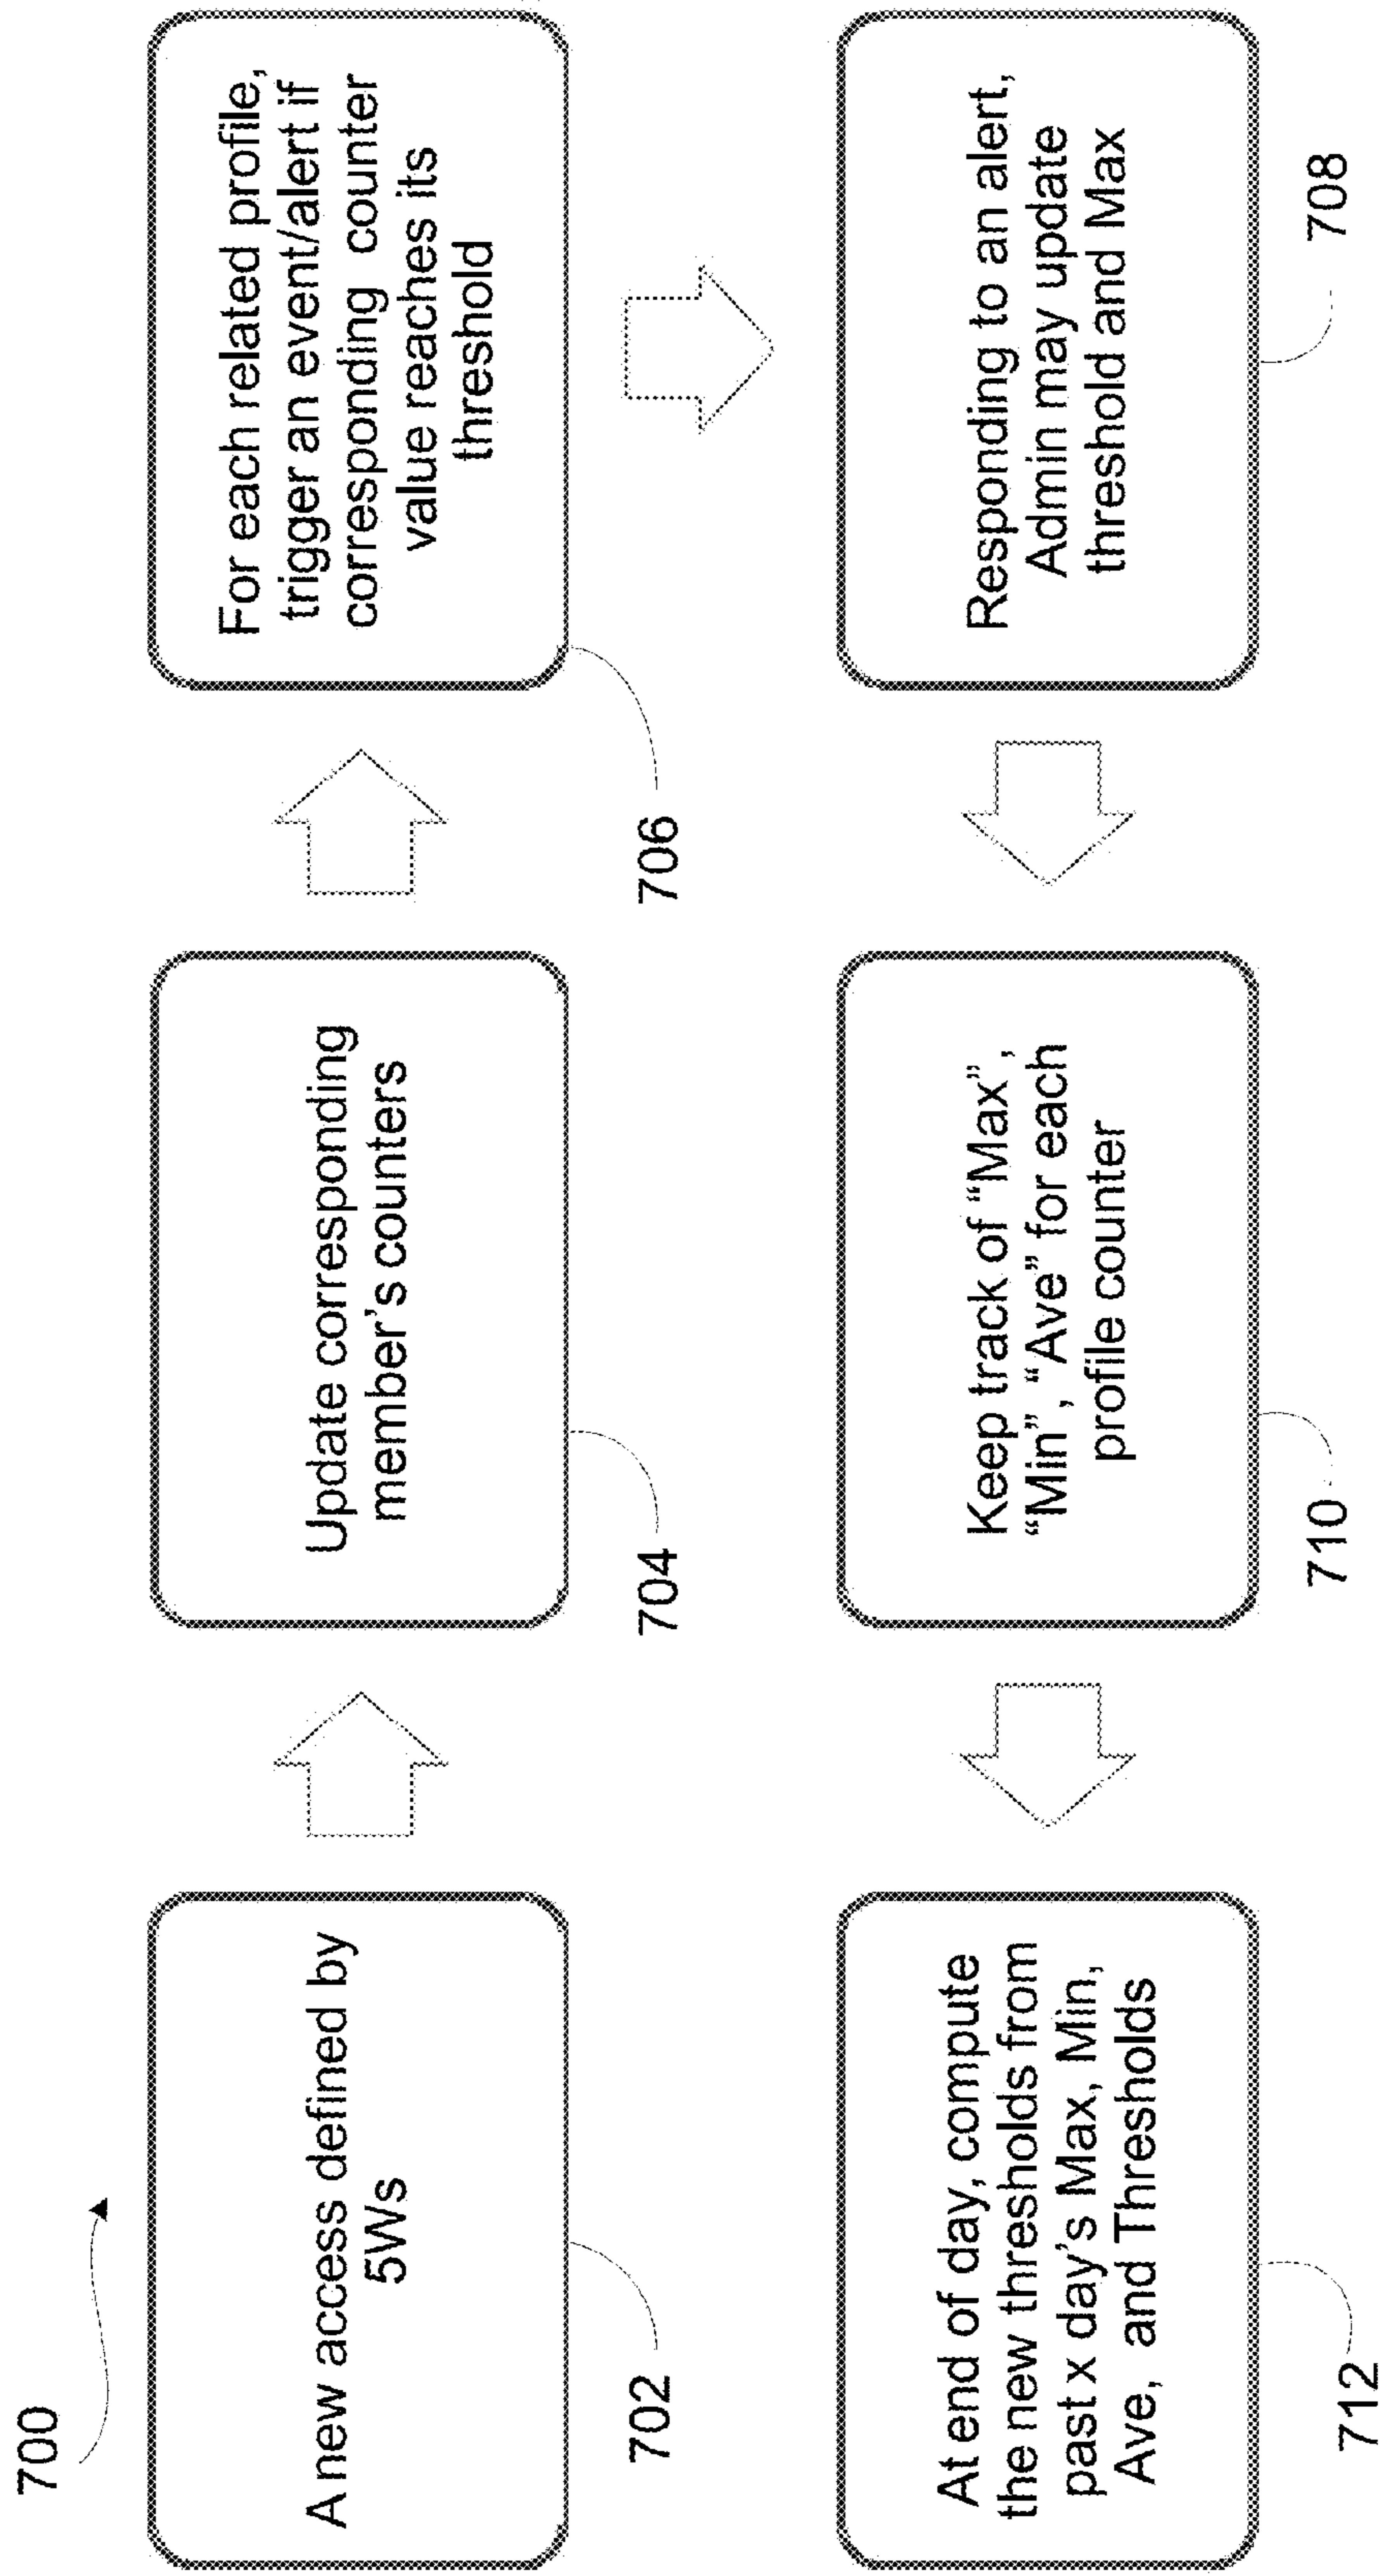 700
A new access defined by
5Ws
702
Update corresponding
member's counters
704
For each related profile,
trigger an event/alert if
corresponding counter
value reaches its
threshold
706
Responding to an alert,
Admin may update
threshold and Max
708
Keep track of “Max”,
“Min”, “Ave” for each
profile counter
710
At end of day, compute
the new thresholds from
past x day's Max, Min,
Ave, and Thresholds
712